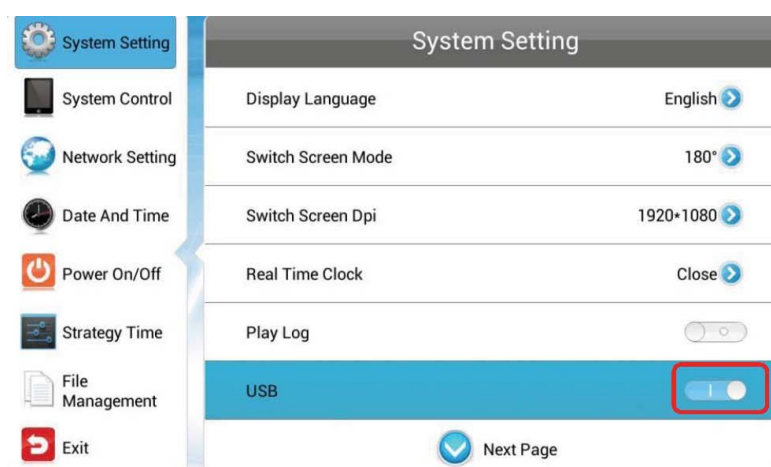 System Setting
System Control
Network Setting
Date And Time
Power On/Off
Strategy Time
File
Management
Exit
System Setting
Display Language English
Switch Screen Mode 180°
Switch Screen Dpi 1920*1080
Real Time Clock Close
Play Log
USB
Next Page